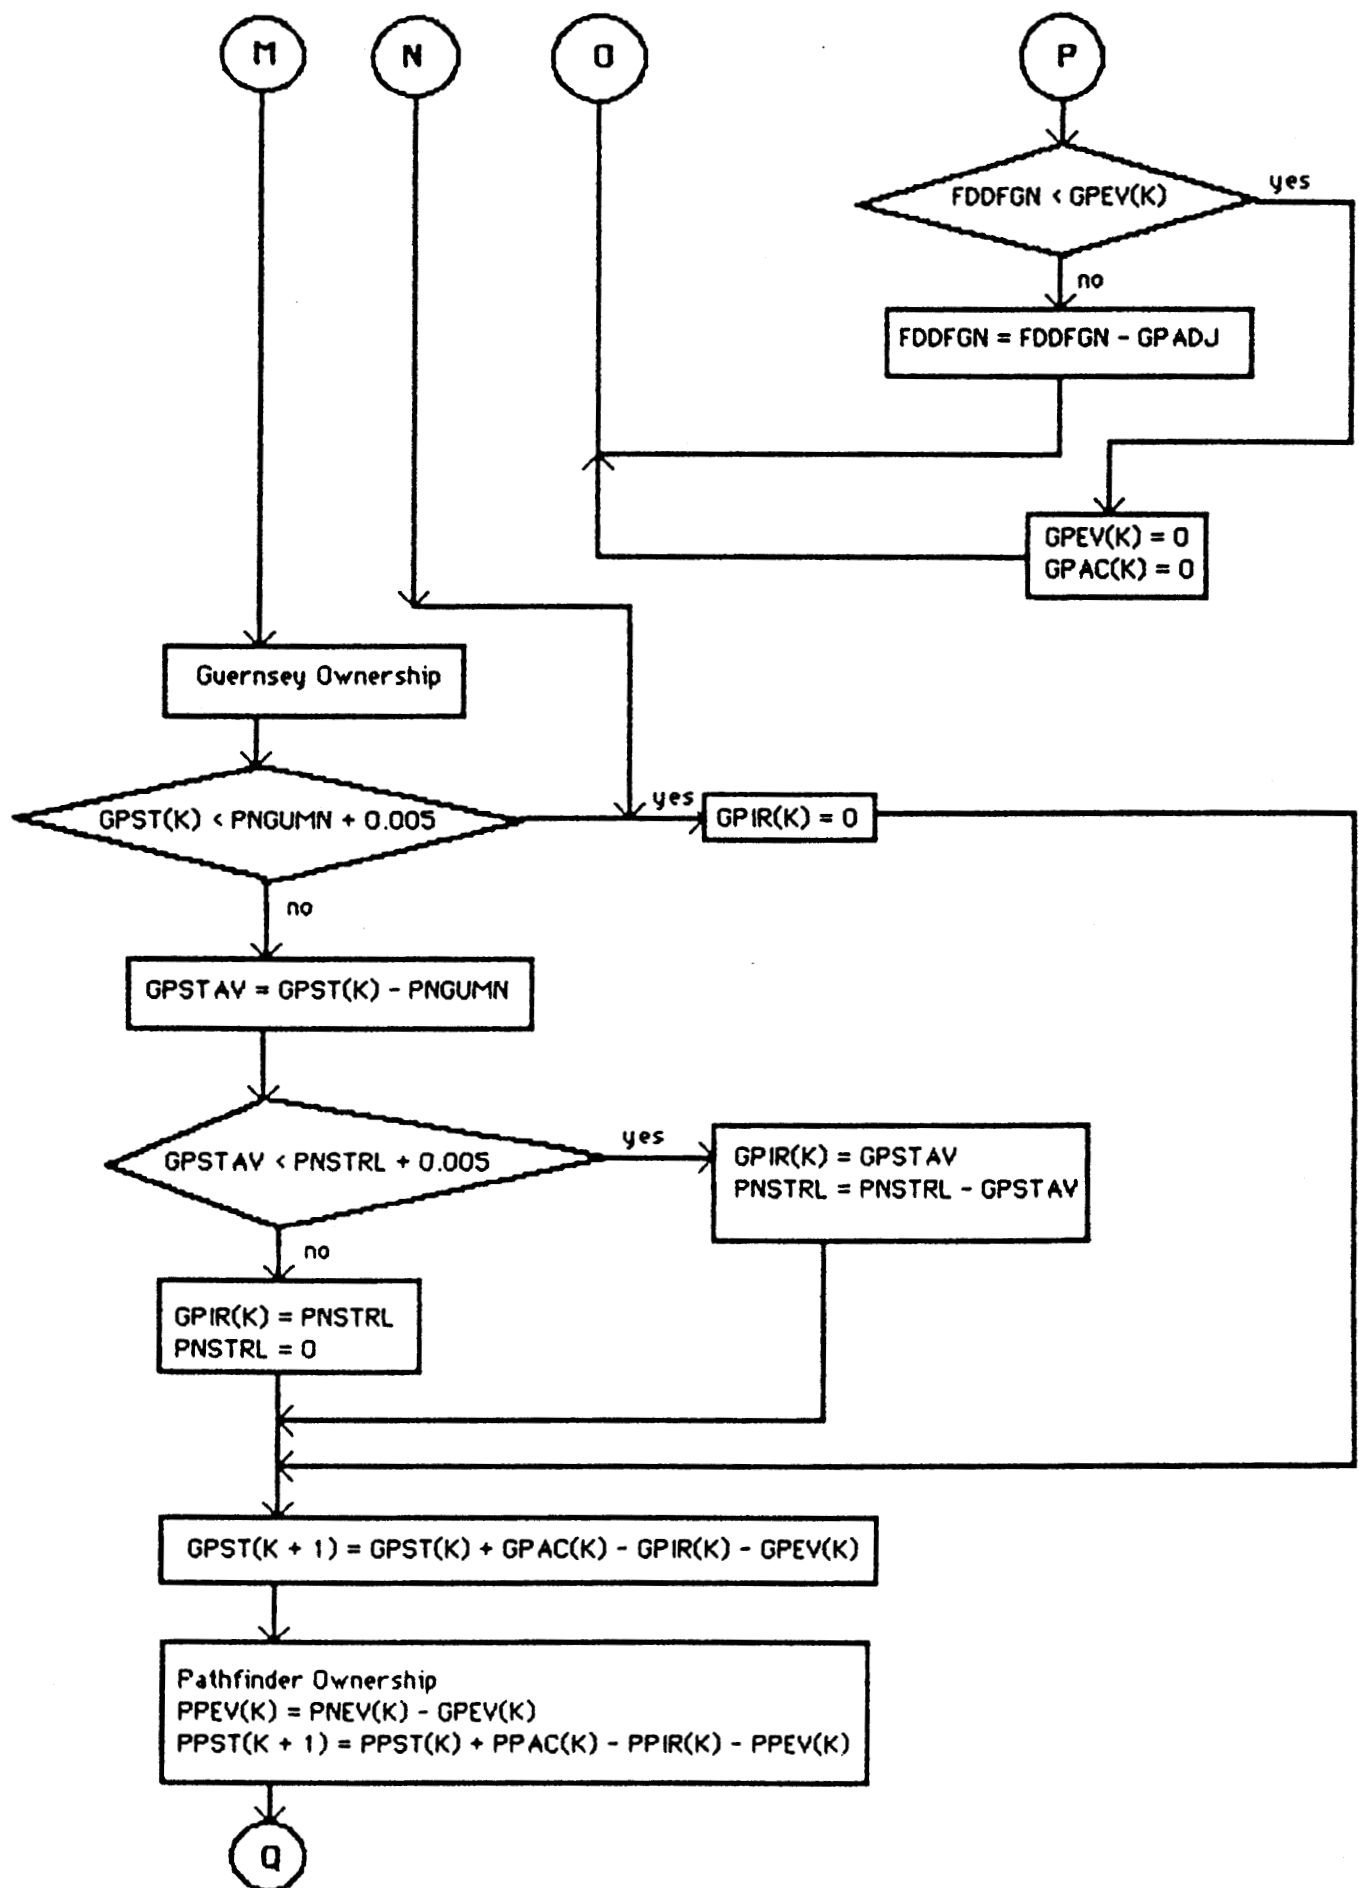 M
N
O
P
FDDFGN < GPEV(K)
yes
no
FDDFGN = FDDFGN - GPADJ
GPEV(K) = 0
GPAC(K) = 0
Guernsey Ownership
GPST(K) < PNGUMN + 0.005
yes
GPIR(K) = 0
no
GPSTAV = GPST(K) - PNGUMN
GPSTAV < PNSTRL + 0.005
yes
GPIR(K) = GPSTAV
PNSTRL = PNSTRL - GPSTAV
no
GPIR(K) = PNSTRL
PNSTRL = 0
GPST(K + 1) = GPST(K) + GPAC(K) - GPIR(K) - GPEV(K)
Pathfinder Ownership
PPEV(K) = PNEV(K) - GPEV(K)
PPST(K + 1) = PPST(K) + PPAC(K) - PPIR(K) - PPEV(K)
Q